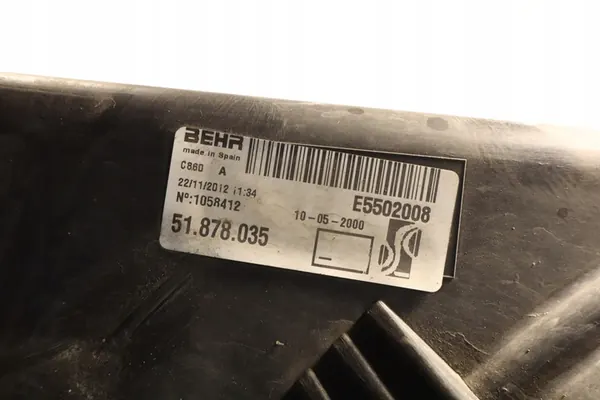 BEHR
made in Spain
C860 A
22/11/2012 11:34
Nº:1058412
51.878.035
10-05-2000
E5502008